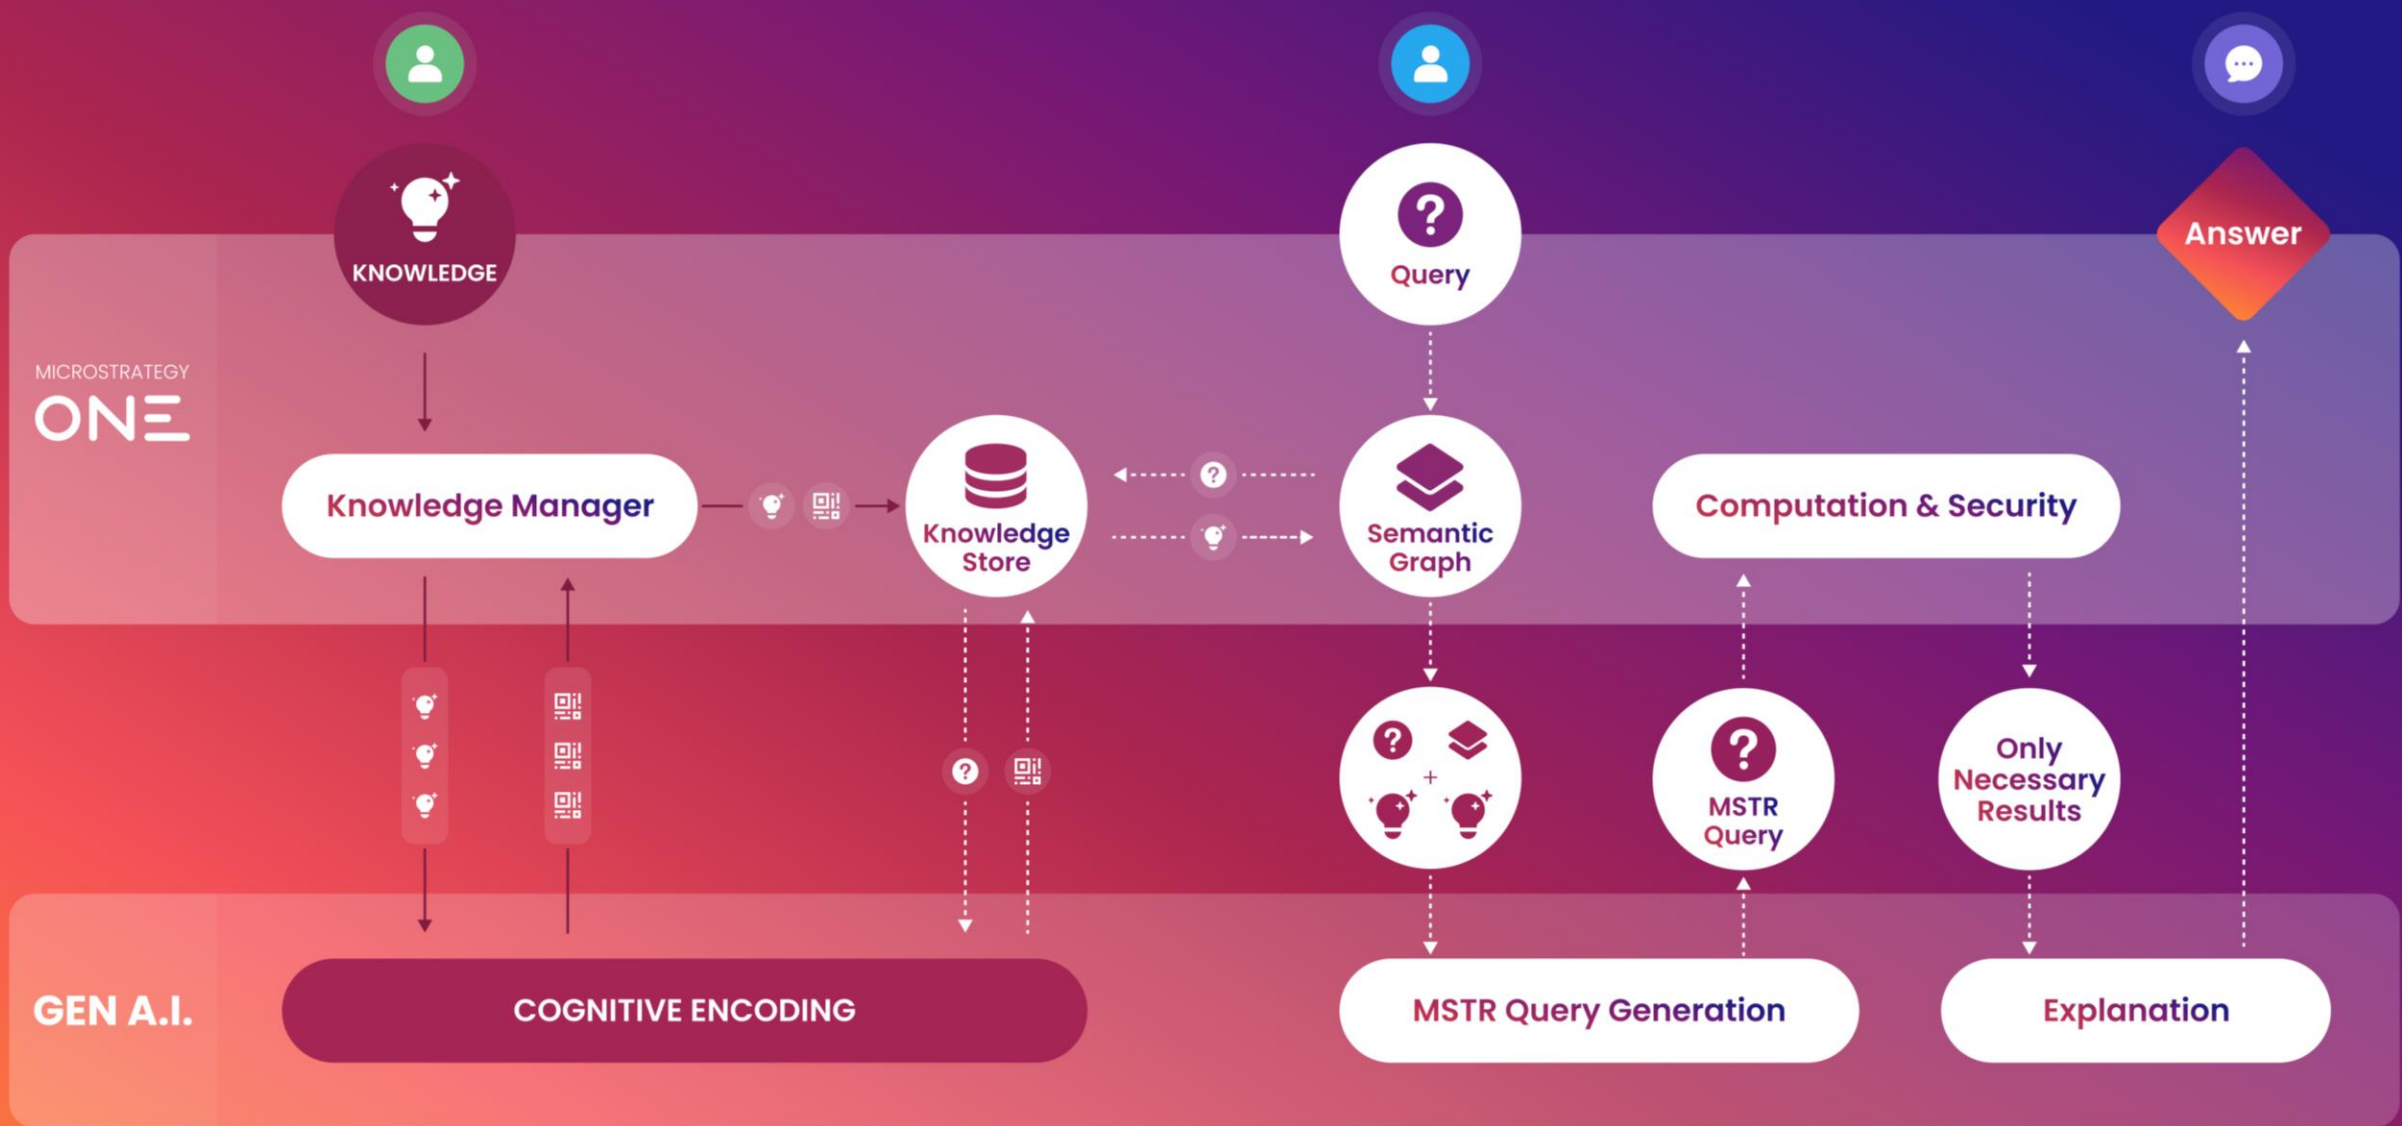 KNOWLEDGE
Query
Answer
MICROSTRATEGY
ONE
Knowledge Manager
Knowledge
Store
Semantic
Graph
Computation & Security
MSTR
Query
Only
Necessary
Results
GEN A.I.
COGNITIVE ENCODING
MSTR Query Generation
Explanation